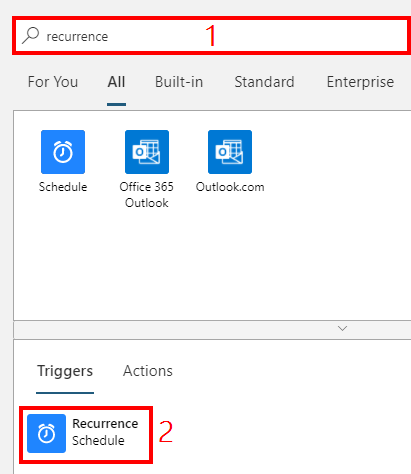 recurrence 1
For You All Built-in Standard Enterprise
Schedule Office 365 Outlook.com
Outlook
Triggers Actions
Recurrence
Schedule
2